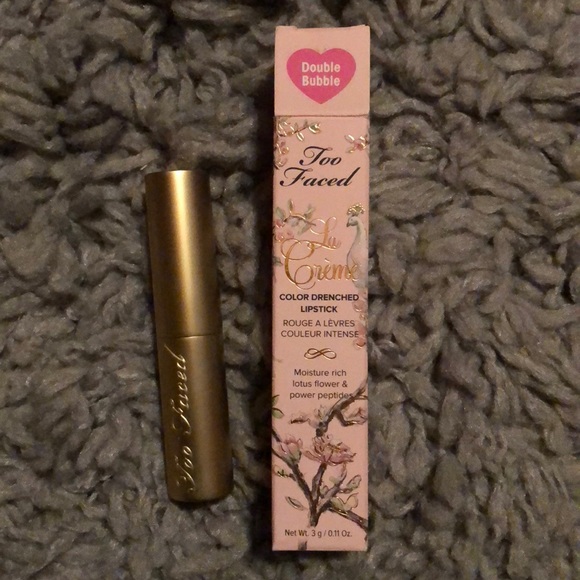 Double
Bubble
Too
Faced
La
Crème
COLOR DRENCHED
LIPSTICK
ROUGE A LÈVRES
COULEUR INTENSE
Moisture rich
lotus flower &
power peptides
Net Wt. 3 g / 0.11 Oz.
Too Faced